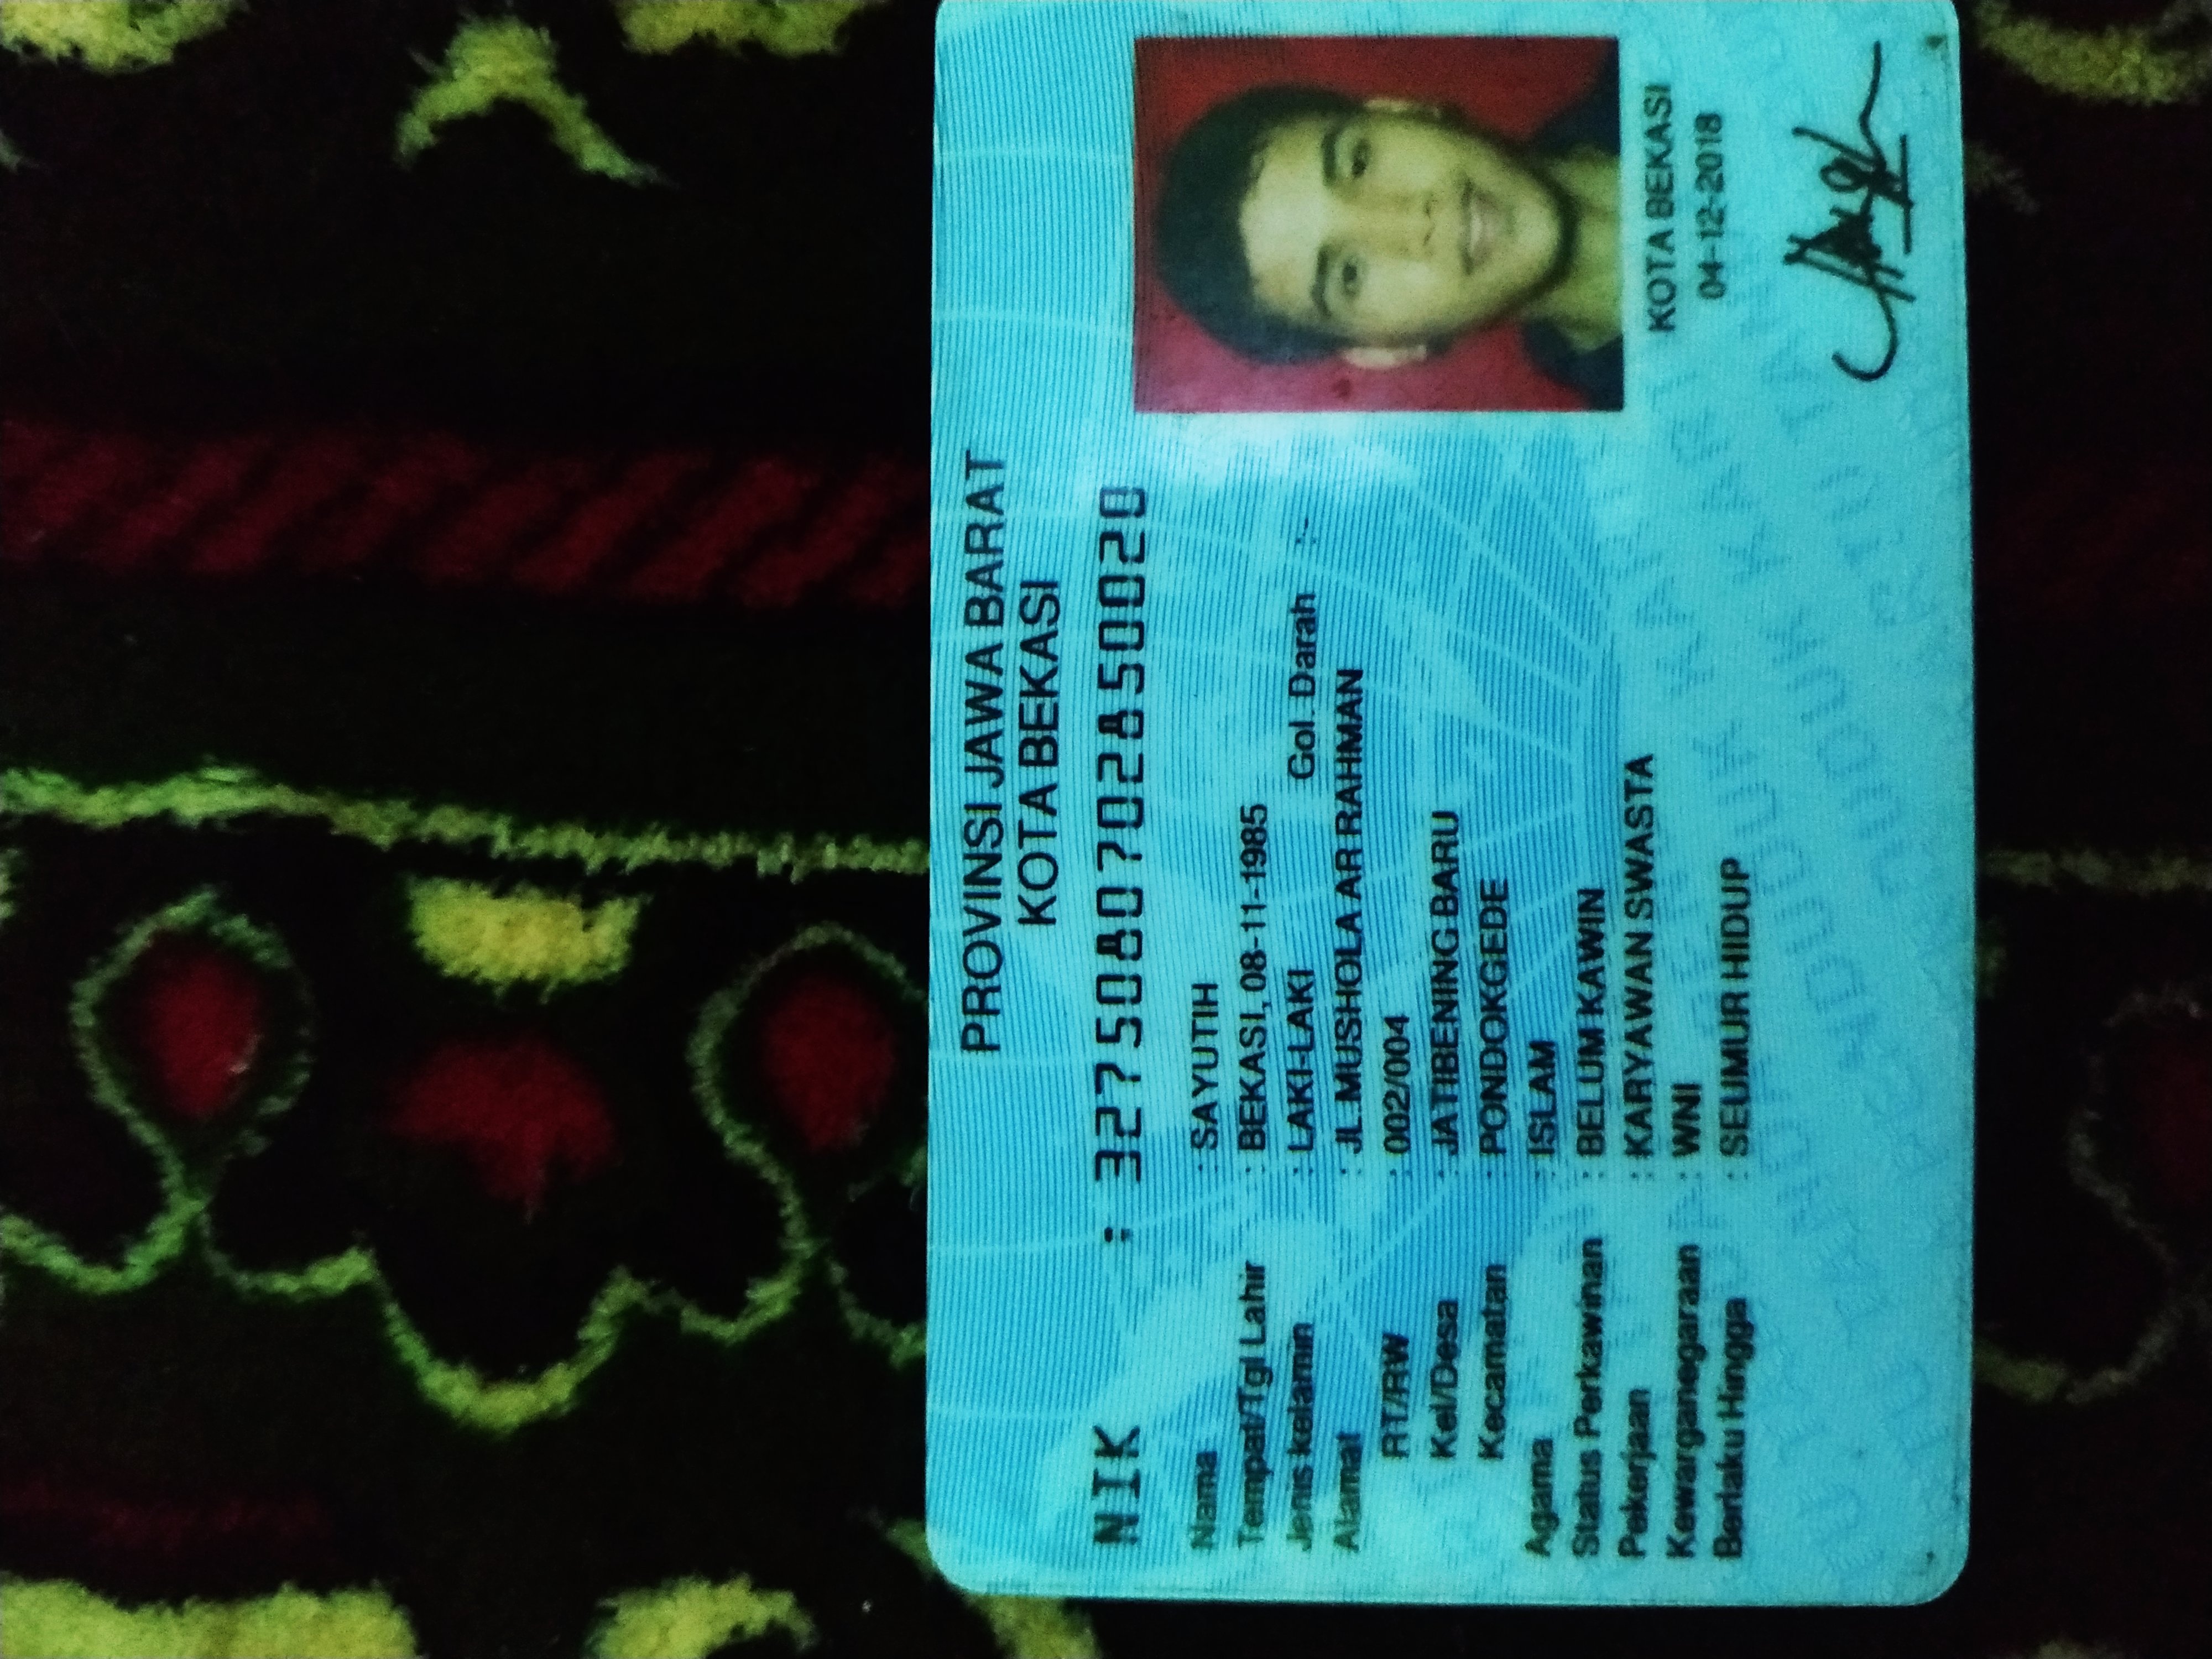 PROVINSI JAWA BARAT
KOTA BEKASI
NIK : 3275080702850020
Nama : SAYUTIH
Tempat/Tgl Lahir : BEKASI, 08-11-1985
Jenis kelamin : LAKI-LAKI Gol. Darah :-
Alamat : JL.MUSHOLA AR RAHMAN
RT/RW : 002/004
Kel/Desa : JATIBENING BARU
Kecamatan : PONDOKGEDE
Agama : ISLAM
Status Perkawinan : BELUM KAWIN
Pekerjaan : KARYAWAN SWASTA
Kewarganegaraan : WNI
Berlaku Hingga : SEUMUR HIDUP
KOTA BEKASI
04-12-2018